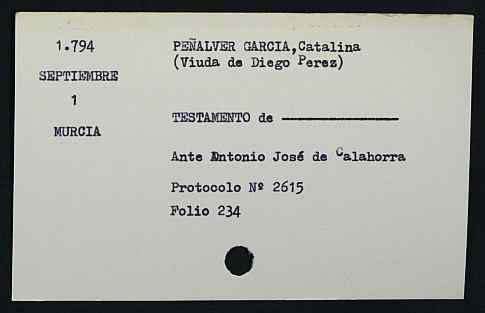 1.794
SEPTIEMBRE
1
MURCIA
PEÑALVER GARCIA,Catalina
(Viuda de Diego Perez)
TESTAMENTO de ———————
Ante Antonio José de Calahorra
Protocolo Nº 2615
Folio 234